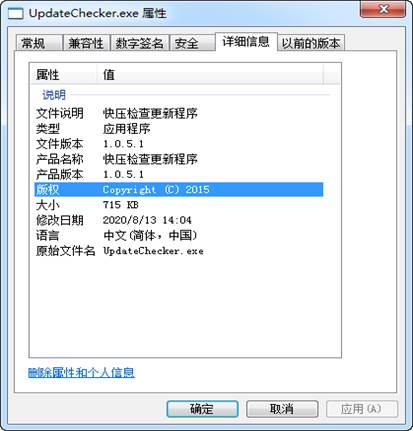 UpdateChecker.exe 属性
常规 兼容性 数字签名 安全 详细信息 以前的版本
属性 值
说明
文件说明 快压检查更新程序
类型 应用程序
文件版本 1.0.5.1
产品名称 快压检查更新程序
产品版本 1.0.5.1
版权 Copyright (C) 2015
大小 715 KB
修改日期 2020/8/13 14:04
语言 中文(简体，中国)
原始文件名 UpdateChecker.exe
删除属性和个人信息
确定 取消 应用(A)